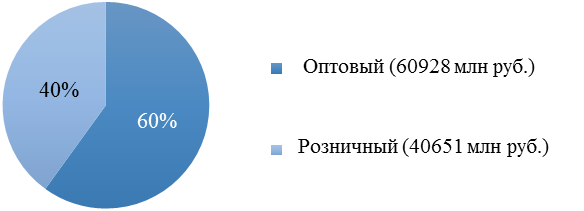 Оптовый (60928 млн руб.)
40%
60%
Розничный (40651 млн руб.)